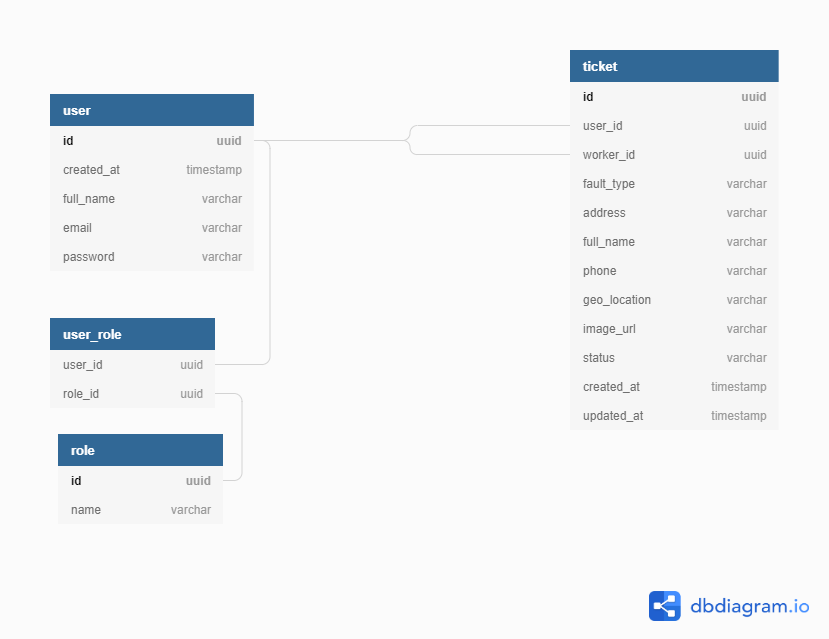 user
id uuid
created_at timestamp
full_name varchar
email varchar
password varchar
user_role
user_id uuid
role_id uuid
role
id uuid
name varchar
ticket
id uuid
user_id uuid
worker_id uuid
fault_type varchar
address varchar
full_name varchar
phone varchar
geo_location varchar
image_url varchar
status varchar
created_at timestamp
updated_at timestamp
dbdiagram.io